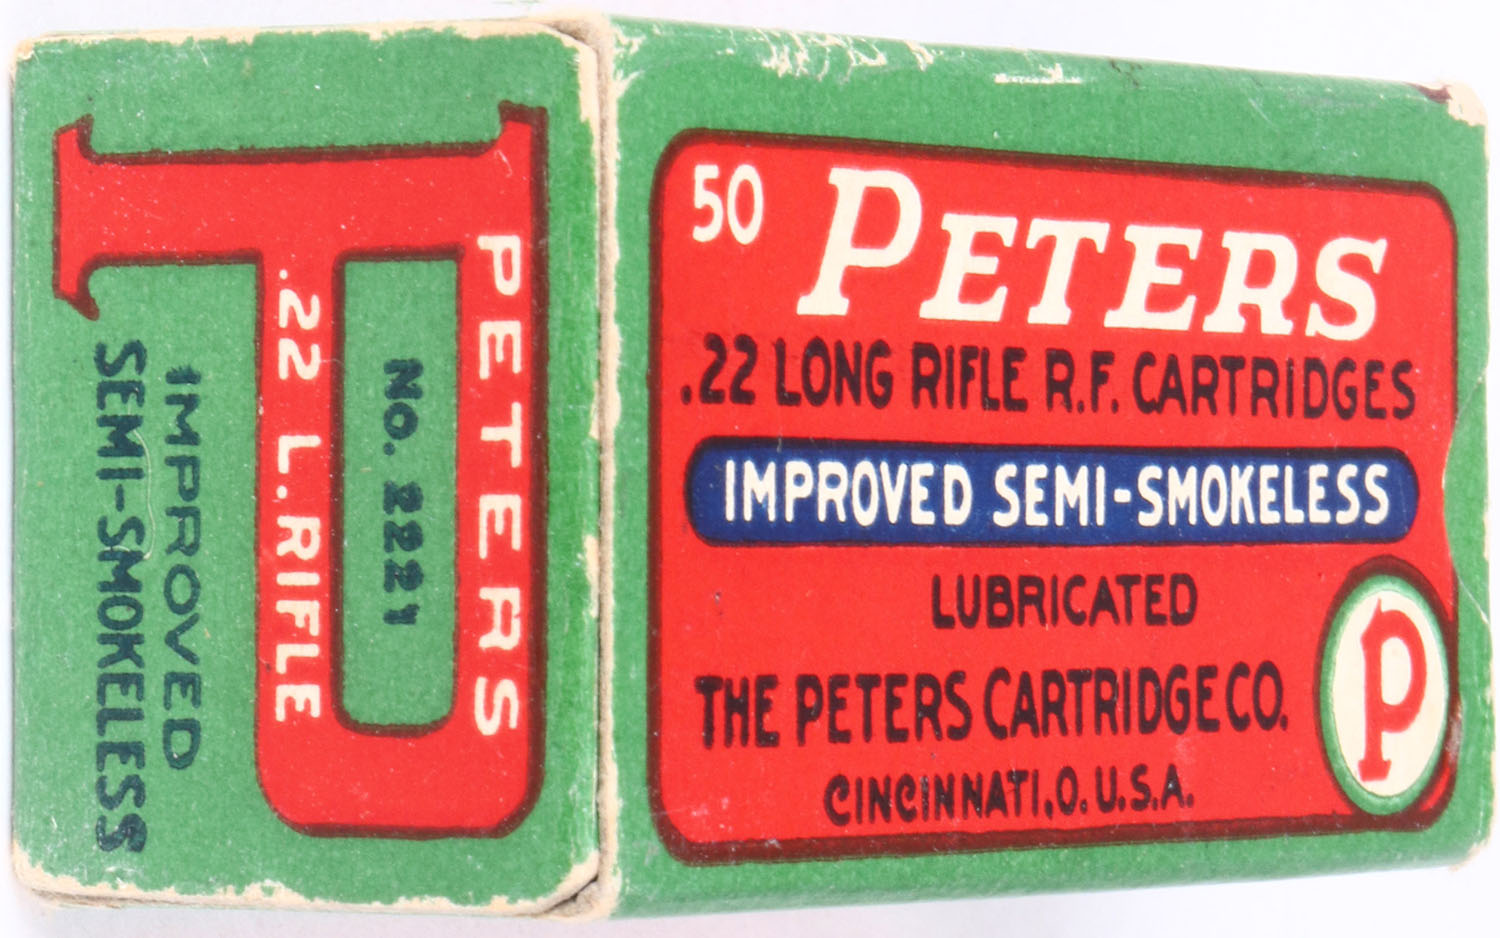 50 PETERS
.22 LONG RIFLE R.F. CARTRIDGES
IMPROVED SEMI-SMOKELESS
LUBRICATED
THE PETERS CARTRIDGE CO.
CINCINNATI, O. U.S.A.
P
PETERS
No. 2221
.22 L. RIFLE
IMPROVED
SEMI-SMOKELESS